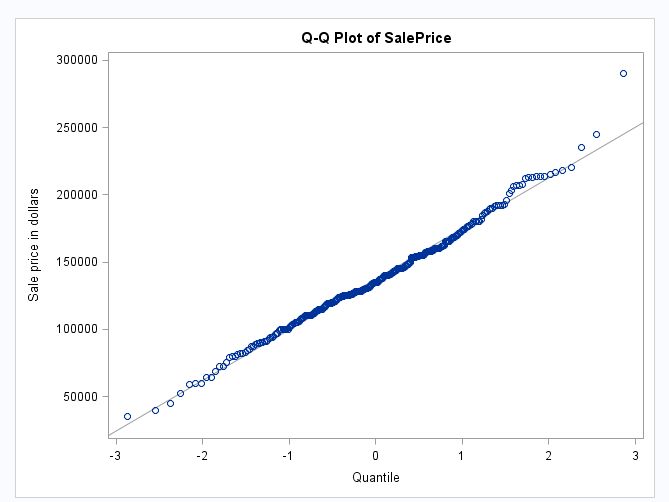 Q-Q Plot of SalePrice
300000
250000
200000
150000
100000
50000
Sale price in dollars
-3 -2 -1 0 1 2 3
Quantile